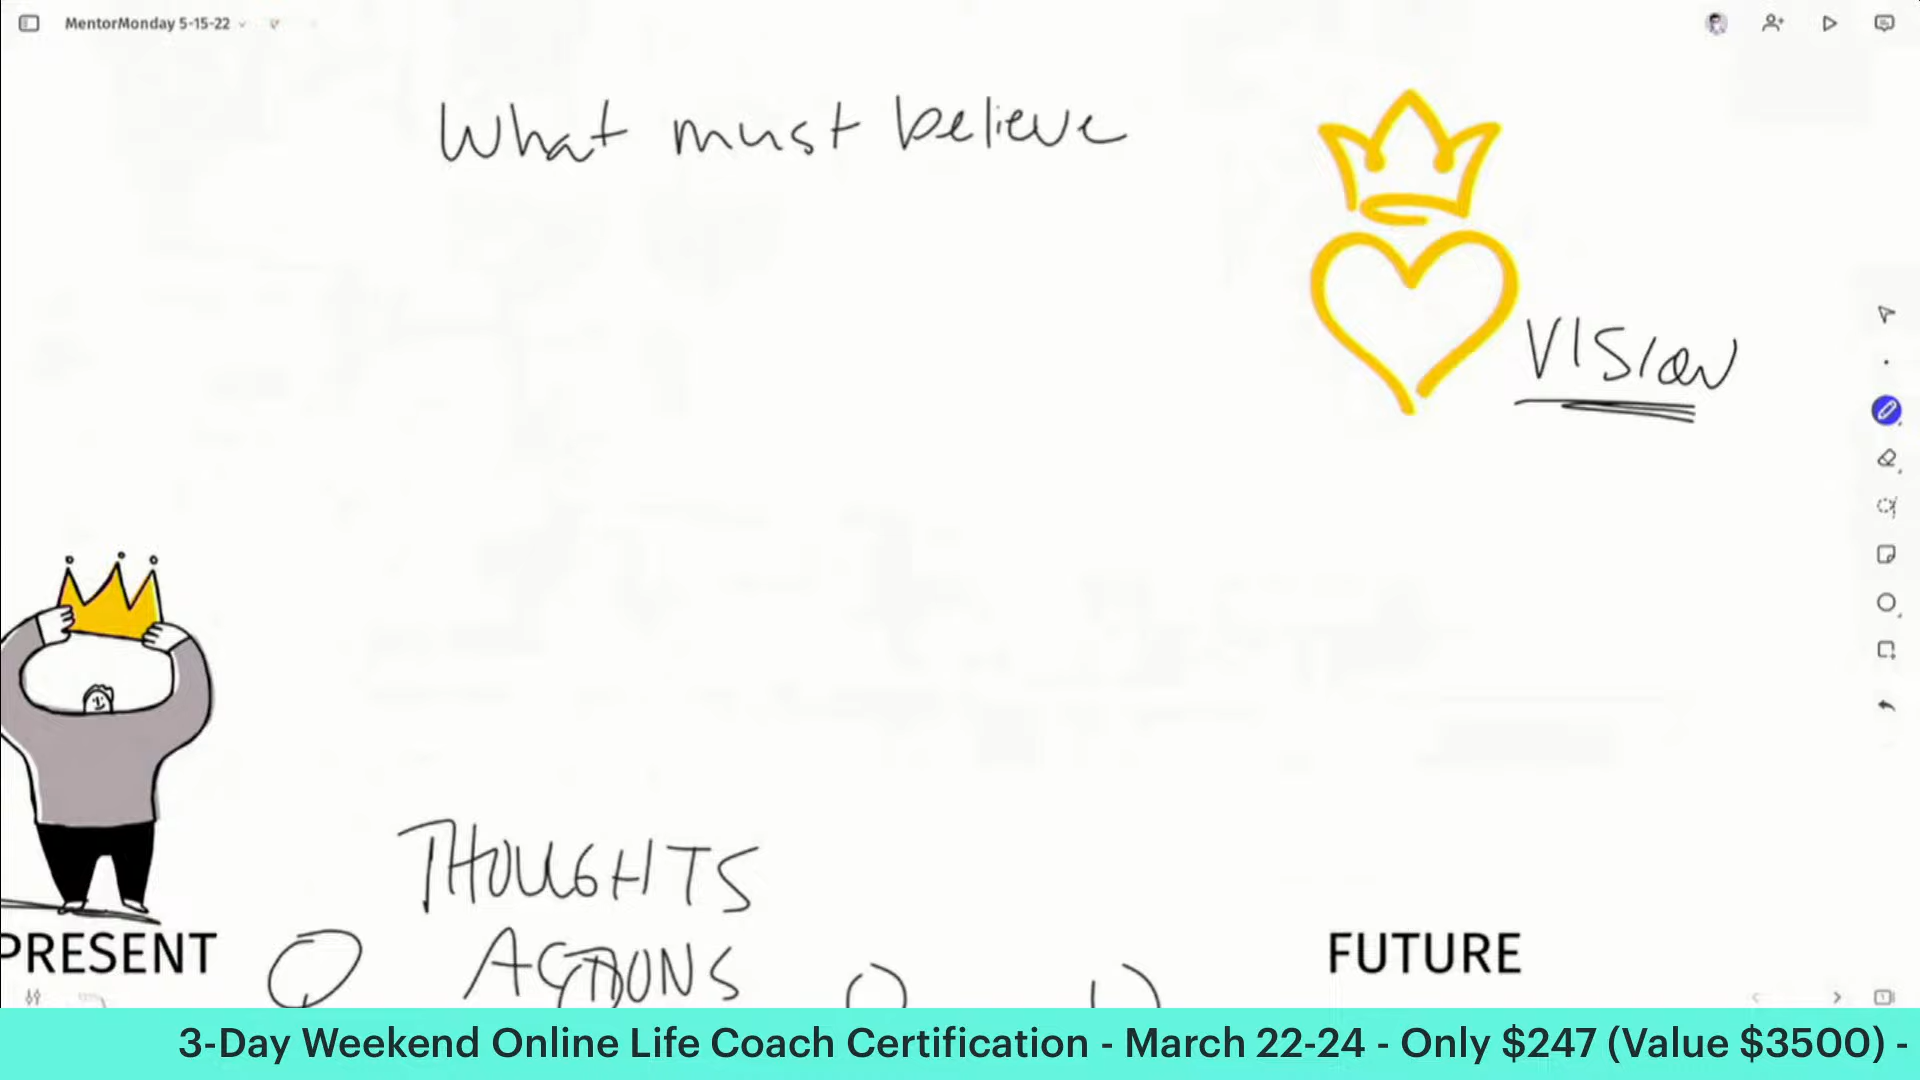 MentorMonday 5-15-22
What must believe
VISION
THOUGHTS
ACTIONS
PRESENT
FUTURE
3-Day Weekend Online Life Coach Certification - March 22-24 - Only $247 (Value $3500) -